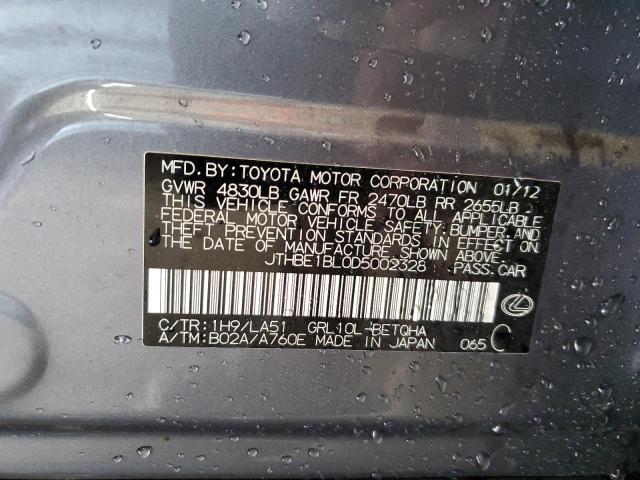 MFD. BY: TOYOTA MOTOR CORPORATION 01/12
GVWR 4830LB GAWR FR 2470LB RR 2655LB
THIS VEHICLE CONFORMS TO ALL APPLICABLE
FEDERAL MOTOR VEHICLE SAFETY, BUMPER, AND
THEFT PREVENTION STANDARDS IN EFFECT ON
THE DATE OF MANUFACTURE SHOWN ABOVE.
JTHBE1BL0D5002328 PASS.CAR
C/TR: 1H9/LA51 GRL10L-BETQHA
A/TM: B02A/A760E MADE IN JAPAN 065 C